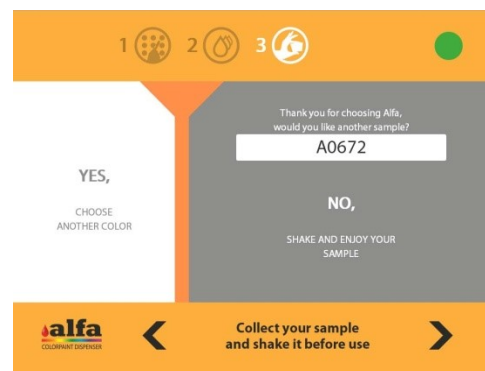 1 2 3
Thank you for choosing Alfa,
would you like another sample?
A0672
YES,
CHOOSE
ANOTHER COLOR
NO,
SHAKE AND ENJOY YOUR
SAMPLE
alfa
COLORPAINT DISPENSER
Collect your sample
and shake it before use